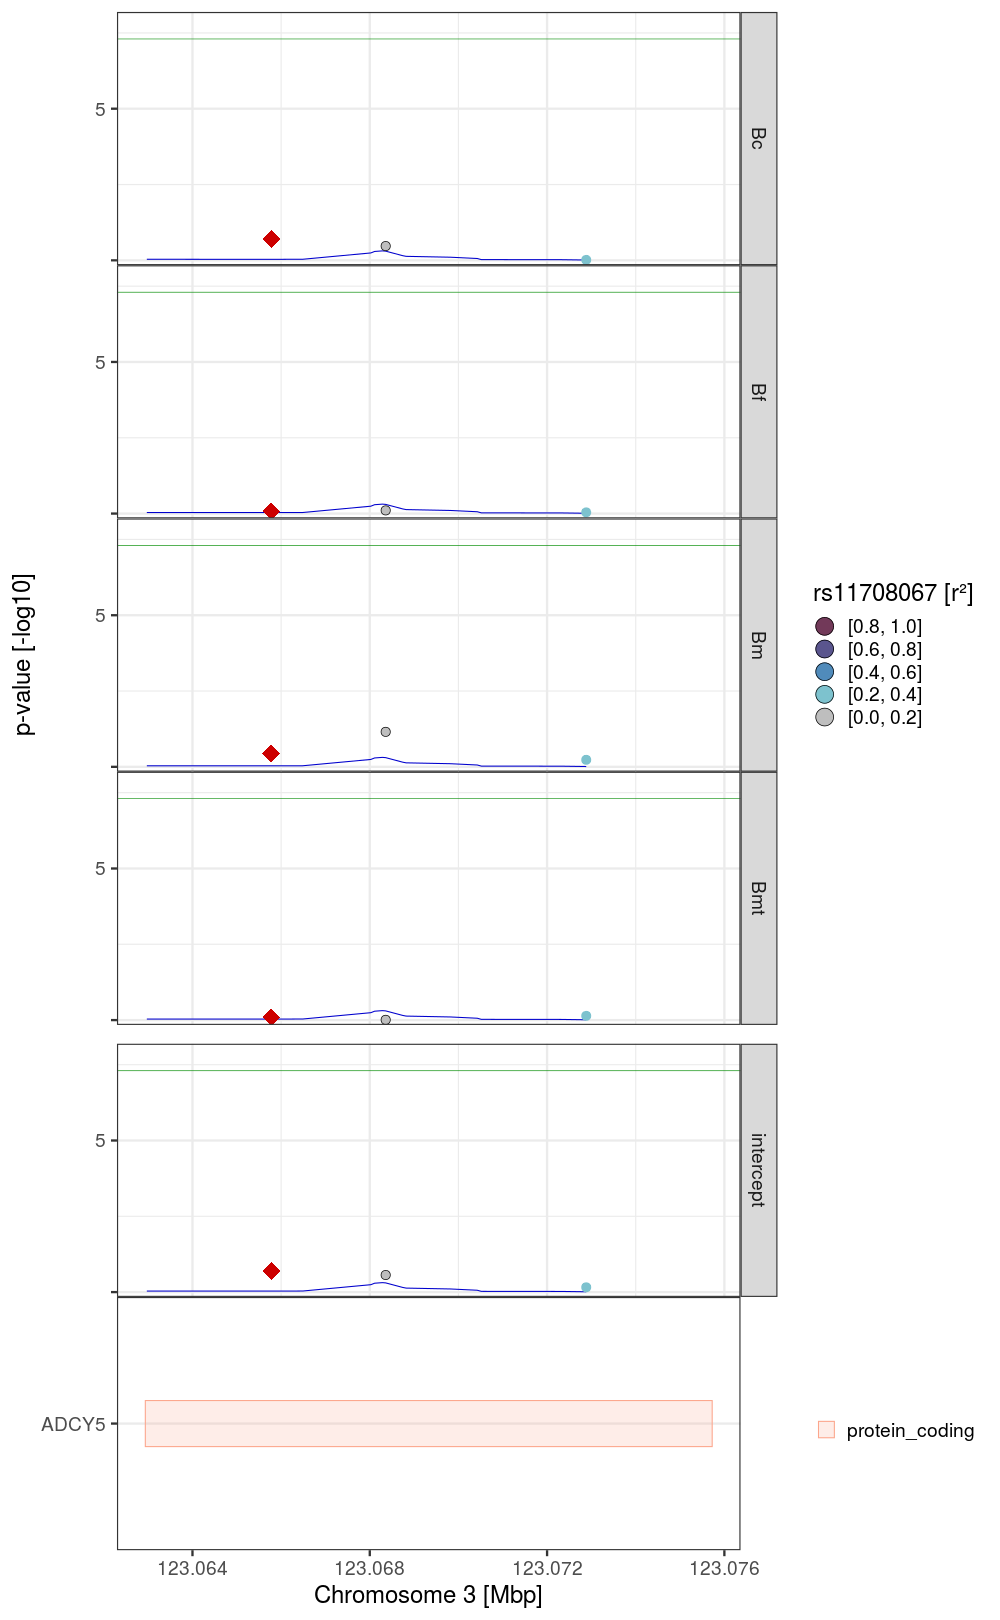 5
Bc
5
Bf
p-value [-log10]
5
Bm
rs11708067 [r²]
[0.8, 1.0]
[0.6, 0.8]
[0.4, 0.6]
[0.2, 0.4]
[0.0, 0.2]
5
Bmt
5
intercept
ADCY5
protein_coding
123.064 123.068 123.072 123.076
Chromosome 3 [Mbp]